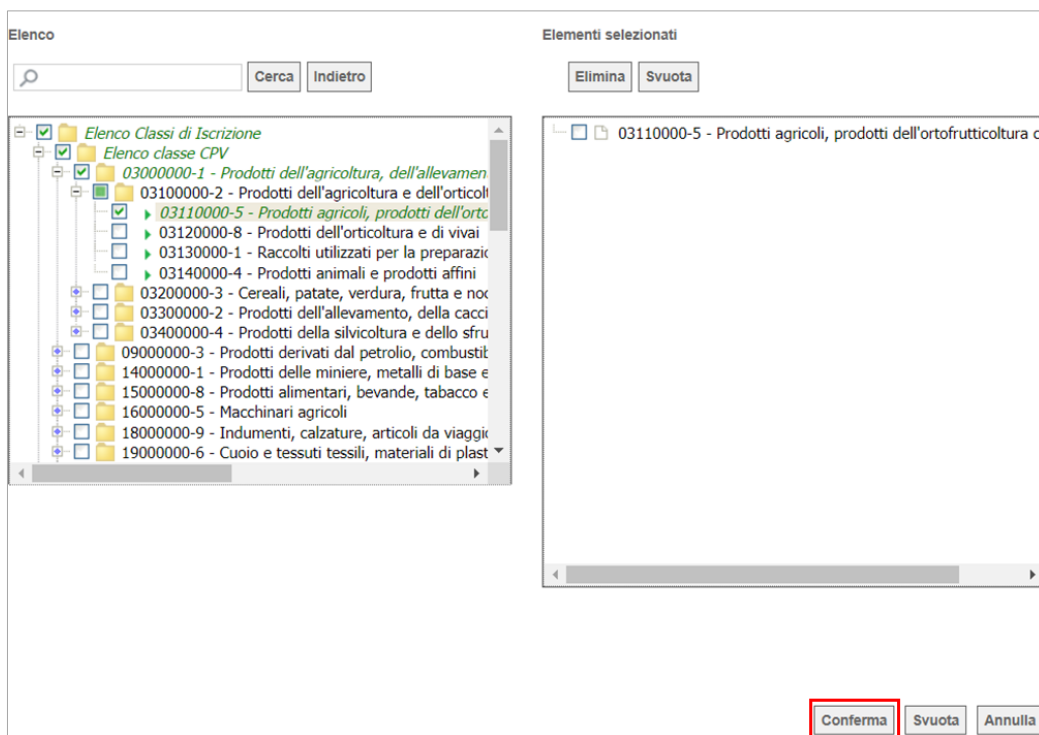 Elenco
Cerca
Indietro
Elenco Classi di Iscrizione
Elenco classe CPV
03000000-1 - Prodotti dell'agricoltura, dell'allevamen
03100000-2 - Prodotti dell'agricoltura e dell'orticolt
03110000-5 - Prodotti agricoli, prodotti dell'orto
03120000-8 - Prodotti dell'orticoltura e di vivai
03130000-1 - Raccolti utilizzati per la preparazio
03140000-4 - Prodotti animali e prodotti affini
03200000-3 - Cereali, patate, verdura, frutta e noc
03300000-2 - Prodotti dell'allevamento, della cacci
03400000-4 - Prodotti della silvicoltura e dello sfru
09000000-3 - Prodotti derivati dal petrolio, combustib
14000000-1 - Prodotti delle miniere, metalli di base e
15000000-8 - Prodotti alimentari, bevande, tabacco e
16000000-5 - Macchinari agricoli
18000000-9 - Indumenti, calzature, articoli da viaggio
19000000-6 - Cuoio e tessuti tessili, materiali di plast
Elementi selezionati
Elimina
Svuota
03110000-5 - Prodotti agricoli, prodotti dell'ortofrutticoltura c
Conferma
Svuota
Annulla